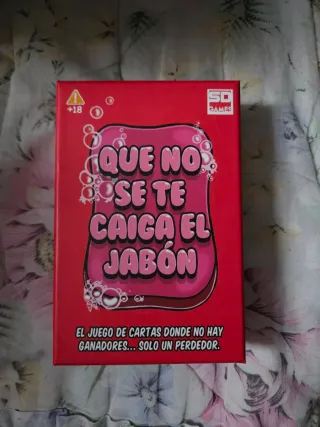 +18
SD
GAMES
QUE NO
SE TE
CAIGA EL
JABÓN
EL JUEGO DE CARTAS DONDE NO HAY
GANADORES... SOLO UN PERDEDOR.